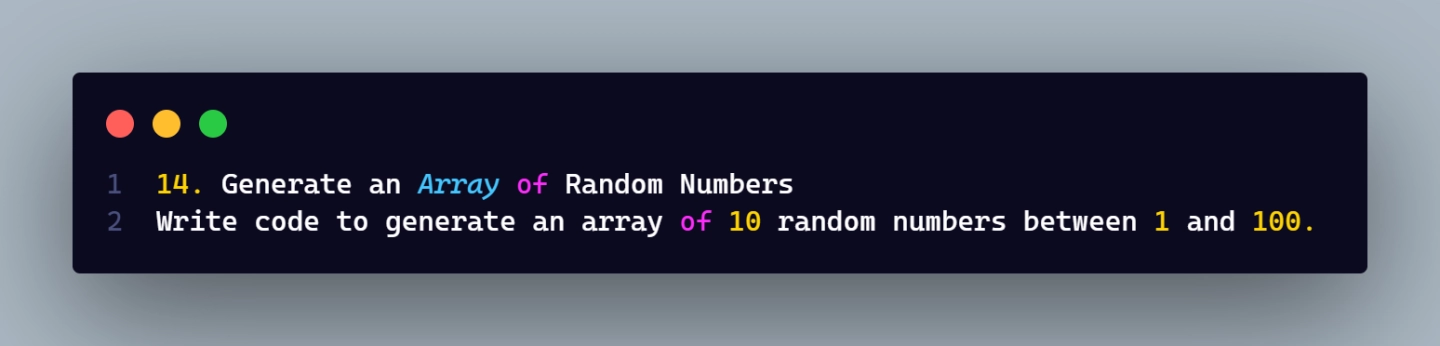 1 14. Generate an Array of Random Numbers
2 Write code to generate an array of 10 random numbers between 1 and 100.